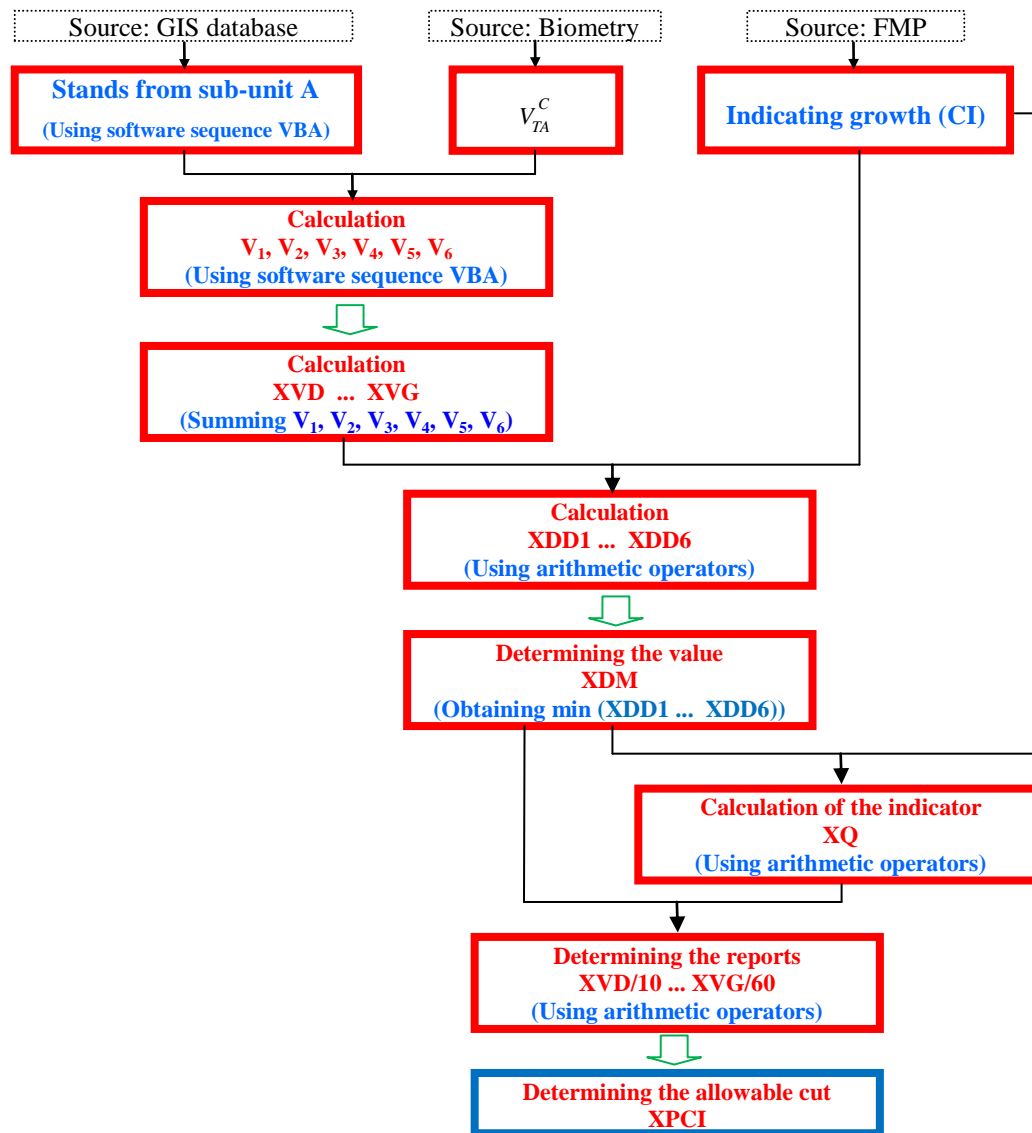 Source: GIS database
Source: Biometry
Source: FMP
Stands from sub-unit A
(Using software sequence VBA)
V_{TA}^{C}
Indicating growth (CI)
Calculation
V₁, V₂, V₃, V₄, V₅, V₆
(Using software sequence VBA)
Calculation
XVD ... XVG
(Summing V₁, V₂, V₃, V₄, V₅, V₆)
Calculation
XDD1 ... XDD6
(Using arithmetic operators)
Determining the value
XDM
(Obtaining min (XDD1 ... XDD6))
Calculation of the indicator
XQ
(Using arithmetic operators)
Determining the reports
XVD/10 ... XVG/60
(Using arithmetic operators)
Determining the allowable cut
XPCI